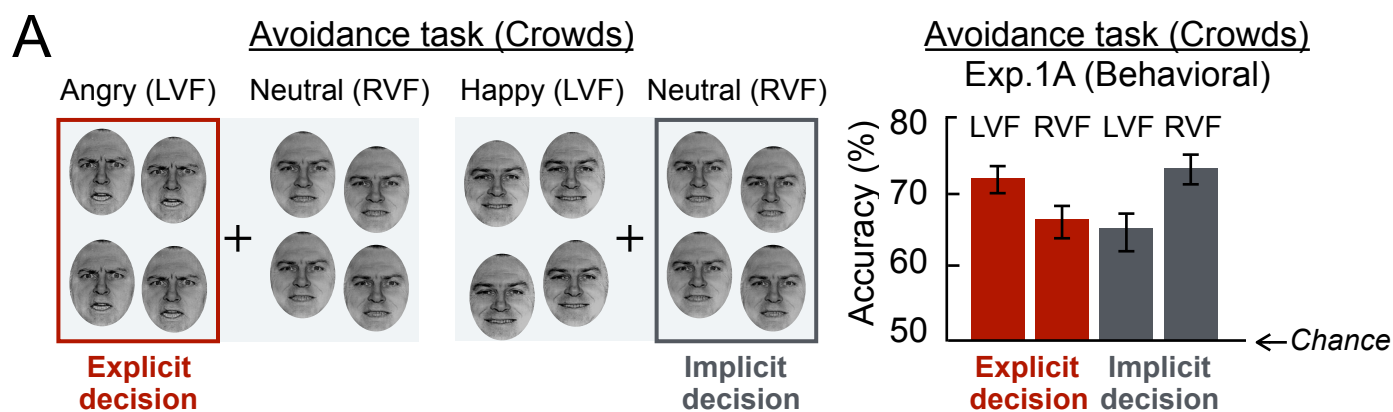 A
Avoidance task (Crowds)
Angry (LVF) Neutral (RVF) Happy (LVF) Neutral (RVF)
+ +
Explicit
decision
Implicit
decision
Avoidance task (Crowds)
Exp.1A (Behavioral)
Accuracy (%)
80
70
60
50
LVF RVF LVF RVF
Chance
Explicit
decision
Implicit
decision